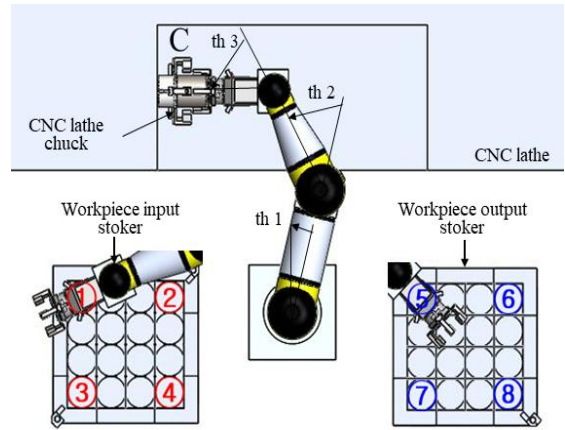 C
th 3
th 2
CNC lathe
chuck
CNC lathe
th 1
Workpiece input
stoker
Workpiece output
stoker
①
②
⑤
⑥
③
④
⑦
⑧